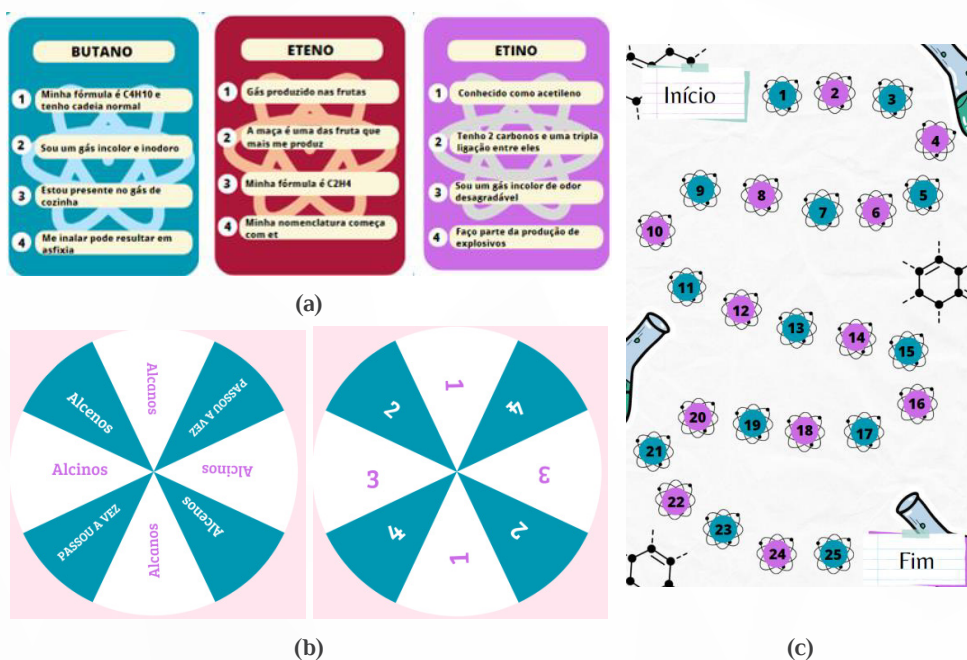 BUTANO
1 Minha fórmula é C4H10 e
tenho cadeia normal
2 Sou um gás incolor e inodoro
3 Estou presente no gás de
cozinha
4 Me inalar pode resultar em
asfixia
ETENO
1 Gás produzido nas frutas
2 A maça é uma das fruta que
mais me produz
3 Minha fórmula é C2H4
4 Minha nomenclatura começa
com et
ETINO
1 Conhecido como acetileno
2 Tenho 2 carbonos e uma tripla
ligação entre eles
3 Sou um gás incolor de odor
desagradável
4 Faço parte da produção de
explosivos
(a)
Alcanos
PASSOU A VEZ
Alcinos
Alcenos
Alcanos
PASSOU A VEZ
Alcinos
Alcenos
1
4
3
2
1
4
3
2
(b)
Início
1
2
3
4
5
6
7
8
9
10
11
12
13
14
15
16
17
18
19
20
21
22
23
24
25
Fim
(c)